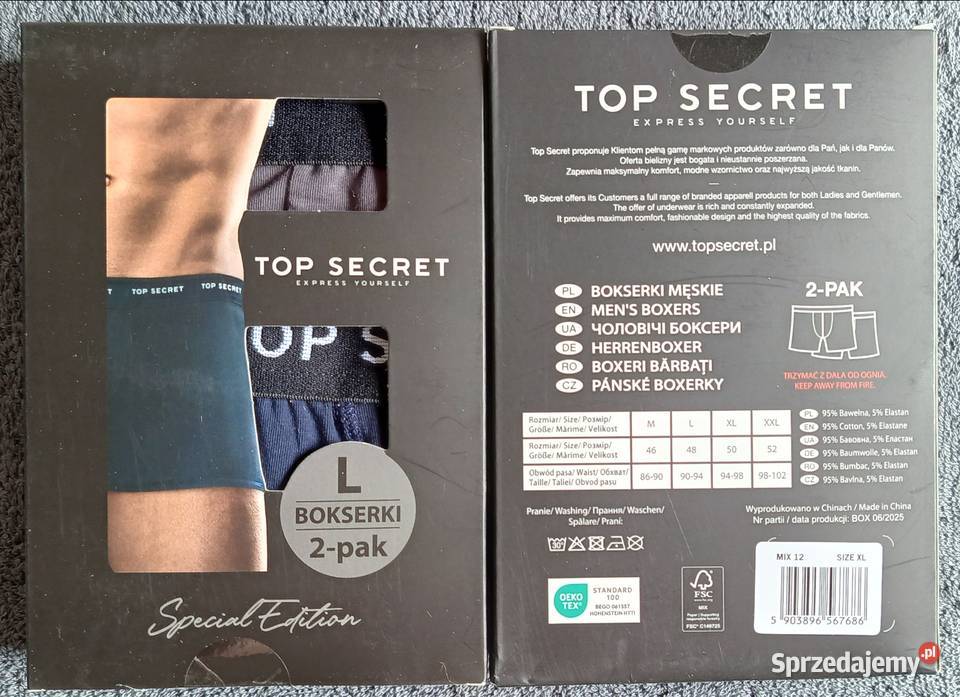 TOP SECRET
TOP SECRET
TOP SECRET
EXPRESS YOURSELF
OP S
L
BOKSERKI
2-pak
Special Edition
TOP SECRET
EXPRESS YOURSELF
Top Secret proponuje Klientom pełną gamę markowych produktów zarówno dla Pań, jak i dla Panów.
Oferta bielizny jest bogata i nieustannie poszerzana.
Zapewnia maksymalny komfort, modne wzornictwo oraz najwyższą jakość tkanin.
Top Secret offers its Customers a full range of branded apparell products for both Ladies and Gentlemen.
The offer of underwear is rich and constantly expanded.
It provides maximum comfort, fashionable design and the highest quality of the fabrics.
www.topsecret.pl
PL BOKSERKI MĘSKIE
EN MEN'S BOXERS
UA ЧОЛОВІЧІ БОКСЕРИ
DE HERRENBOXER
RO BOXERI BĂRBAȚI
CZ PÁNSKÉ BOXERKY
2-PAK
TRZYMAĆ Z DALA OD OGNIA.
KEEP AWAY FROM FIRE.
Rozmiar/ Size/ Розмір/
Größe/ Mărime/ Velikost
M L XL XXL
Rozmiar/ Size/ Розмір/
Größe/ Mărime/ Velikost
46 48 50 52
Obwód pasa/ Waist/ Обхват/
Taille/ Taliei/ Obvod pasu
86-90 90-94 94-98 98-102
PL 95% Bawełna, 5% Elastan
EN 95% Cotton, 5% Elastane
UA 95% Бавовна, 5% Еластан
DE 95% Baumwolle, 5% Elastan
RO 95% Bumbac, 5% Elastan
CZ 95% Bavlna, 5% Elastan
Pranie/ Washing/ Прання/ Waschen/
Spălare/ Prani:
Wyprodukowano w Chinach / Made in China
Nr partii / data produkcji: BOX 06/2025
OEKO
TEX®
STANDARD
100
HOHENSTEIN HTTI
FSC
MIX
FSC® C148725
MIX 12 SIZE XL
5 903896 567686
Sprzedajemy.pl